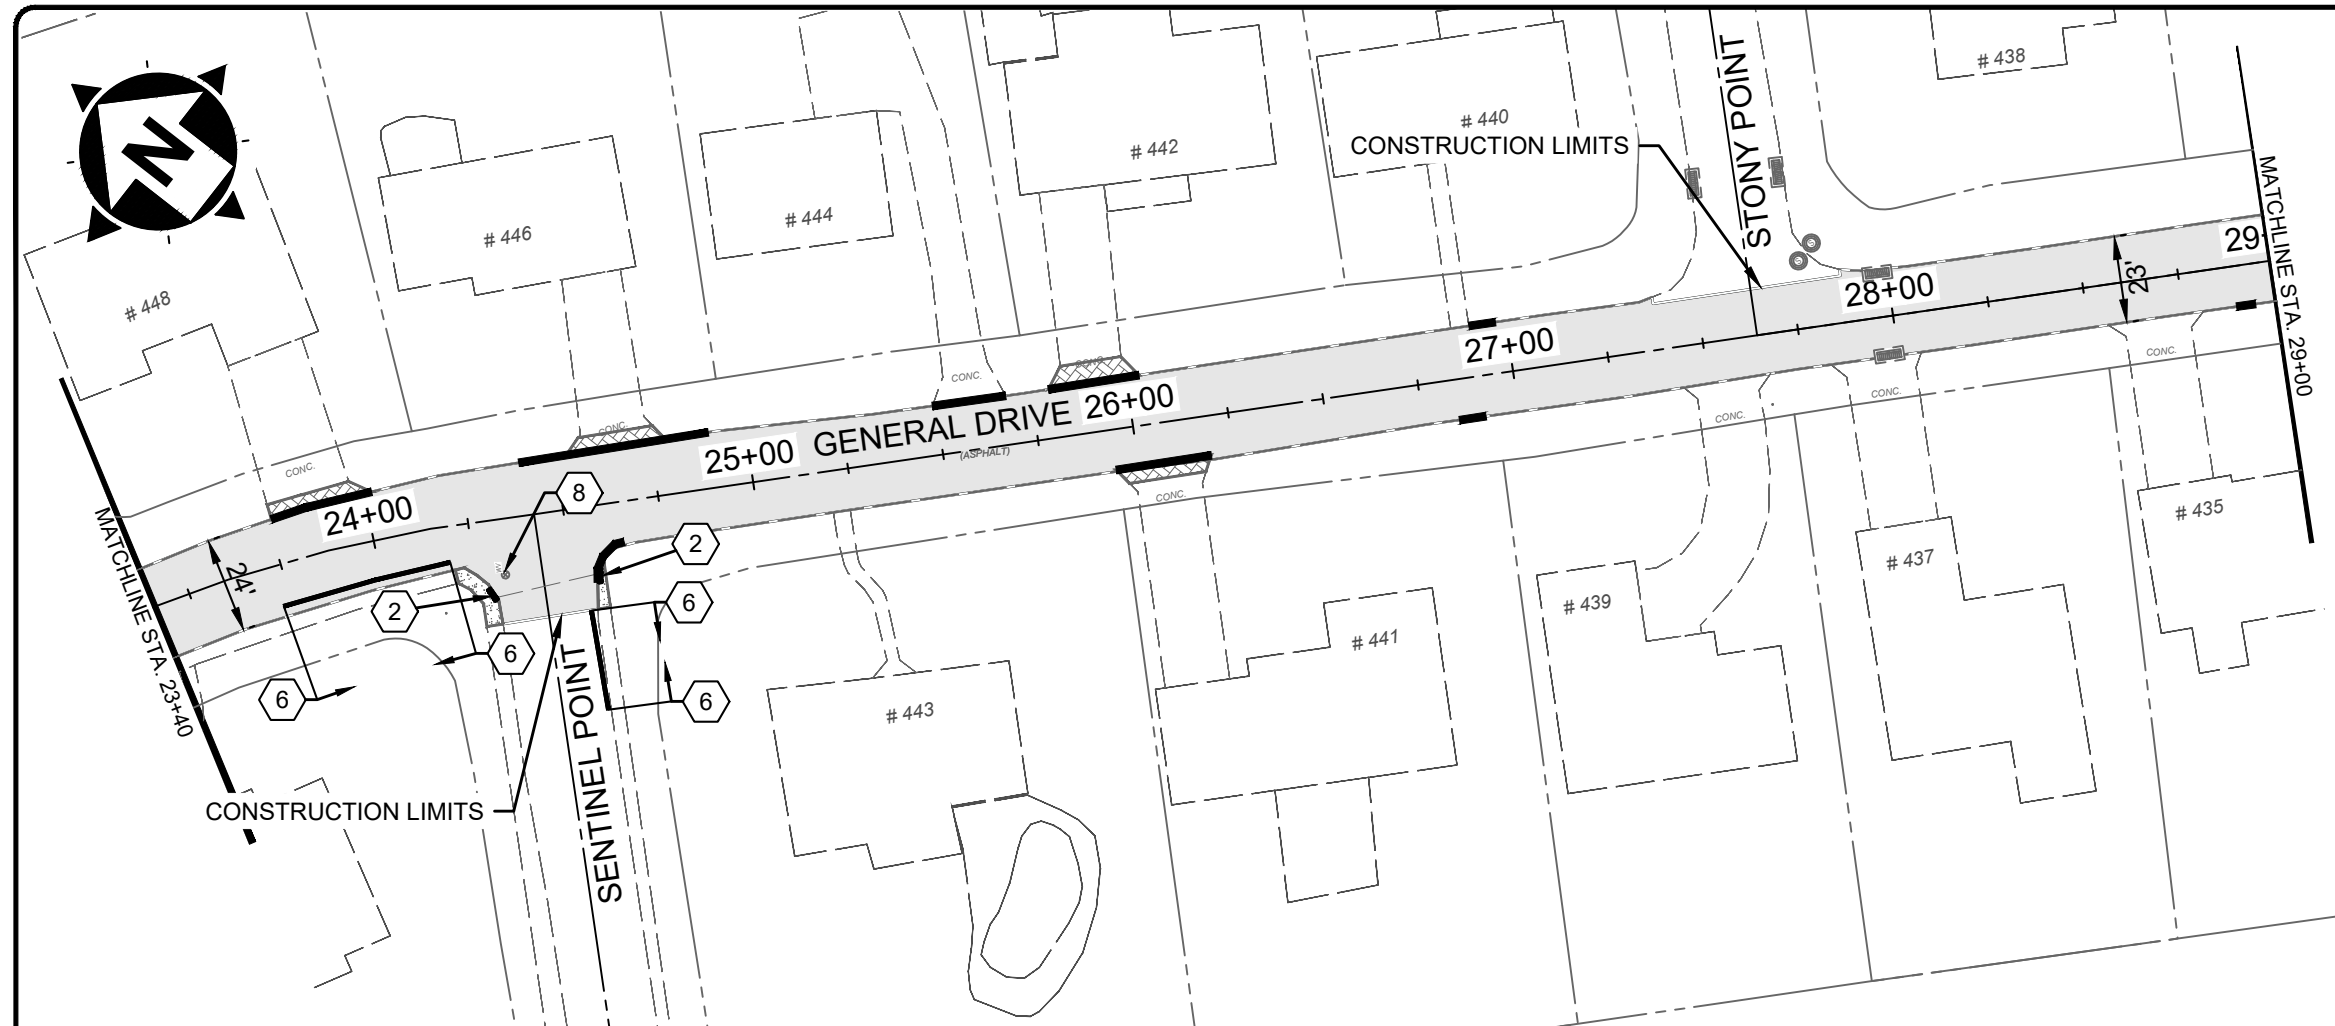 N
# 438
# 440
CONSTRUCTION LIMITS
STONY POINT
# 442
# 444
# 446
# 448
MATCHLINE STA. 29+00
29
23'
28+00
27+00
CONC.
CONC.
26+00
GENERAL DRIVE
(ASPHALT)
25+00
CONC.
CONC.
24+00
8
2
2
24'
6
6
6
6
MATCHLINE STA. 23+40
CONSTRUCTION LIMITS
SENTINEL POINT
CONC.
CONC.
CONC.
CONC.
# 435
# 437
# 439
# 441
# 443